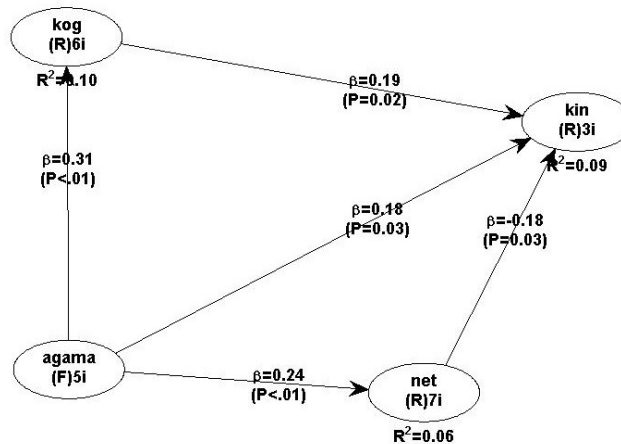 kog
(R)6i
R²=0.10
β=0.19
(P=0.02)
kin
(R)3i
R²=0.09
β=0.31
(P<.01)
β=0.18
(P=0.03)
β=-0.18
(P=0.03)
agama
(F)5i
β=0.24
(P<.01)
net
(R)7i
R²=0.06